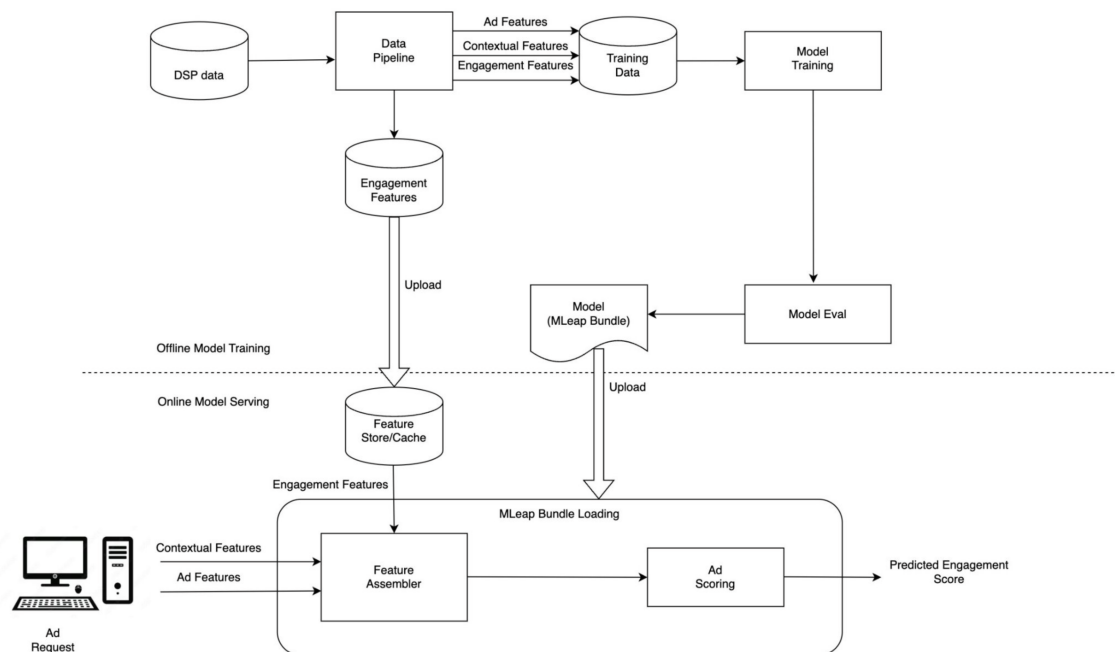 DSP data
Data
Pipeline
Ad Features
Contextual Features
Engagement Features
Training
Data
Model
Training
Engagement
Features
Upload
Model
(MLeap Bundle)
Model Eval
Offline Model Training
Online Model Serving
Upload
Feature
Store/Cache
Engagement Features
MLeap Bundle Loading
Contextual Features
Ad Features
Feature
Assembler
Ad
Scoring
Predicted Engagement
Score
Ad
Request